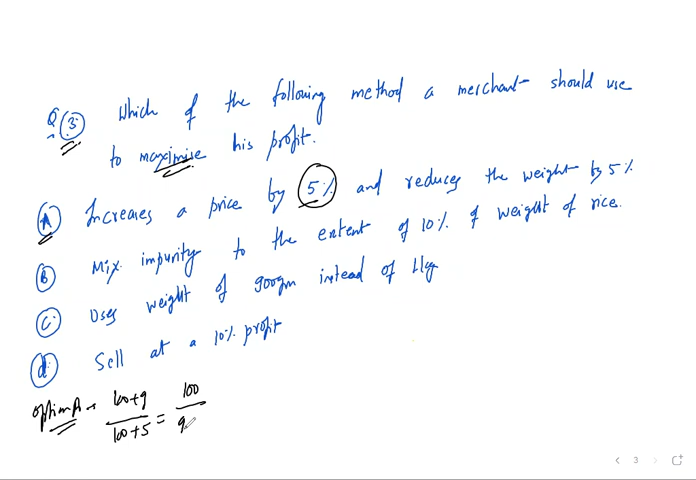 Q (3) Which of the following method a merchant should use
to maximise his profit.
(A) Increases a price by 5% and reduces the weight by 5%
(B) Mix impurity to the extent of 10% of weight of rice.
(C) Uses weight of 900gm instead of 1kg
(d) Sell at a 10% profit
option A → 100+g / 100+5 = 100 / 9
3